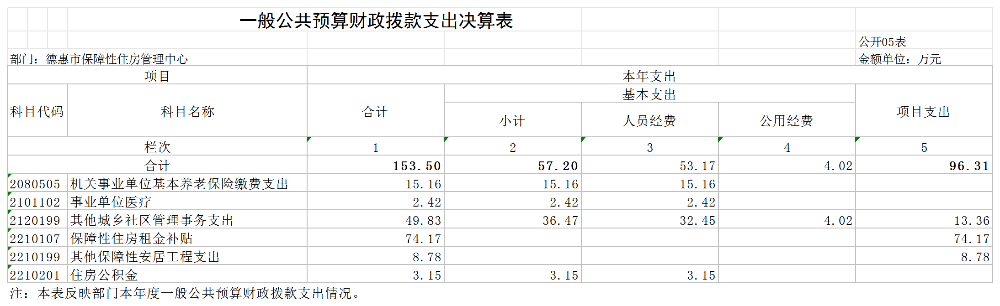 一般公共预算财政拨款支出决算表
公开05表
部门：德惠市保障性住房管理中心 金额单位：万元
项目 本年支出
科目代码 科目名称 合计 基本支出 项目支出
小计 人员经费 公用经费
栏次 1 2 3 4 5
合计 153.50 57.20 53.17 4.02 96.31
2080505 机关事业单位基本养老保险缴费支出 15.16 15.16 15.16
2101102 事业单位医疗 2.42 2.42 2.42
2120199 其他城乡社区管理事务支出 49.83 36.47 32.45 4.02 13.36
2210107 保障性住房租金补贴 74.17 74.17
2210199 其他保障性安居工程支出 8.78 8.78
2210201 住房公积金 3.15 3.15 3.15
注：本表反映部门本年度一般公共预算财政拨款支出情况。